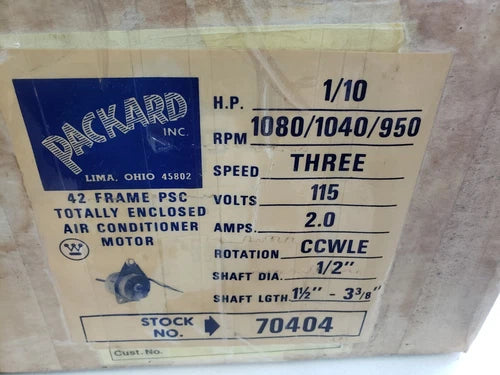 PACKARD
INC.
LIMA, OHIO 45802
42 FRAME PSC
TOTALLY ENCLOSED
AIR CONDITIONER
MOTOR
H.P. 1/10
RPM 1080/1040/950
SPEED THREE
VOLTS 115
AMPS. 2.0
ROTATION CCWLE
SHAFT DIA. 1/2"
SHAFT LGTH. 1½" - 3⅜"
STOCK NO. 70404
Cust. No.